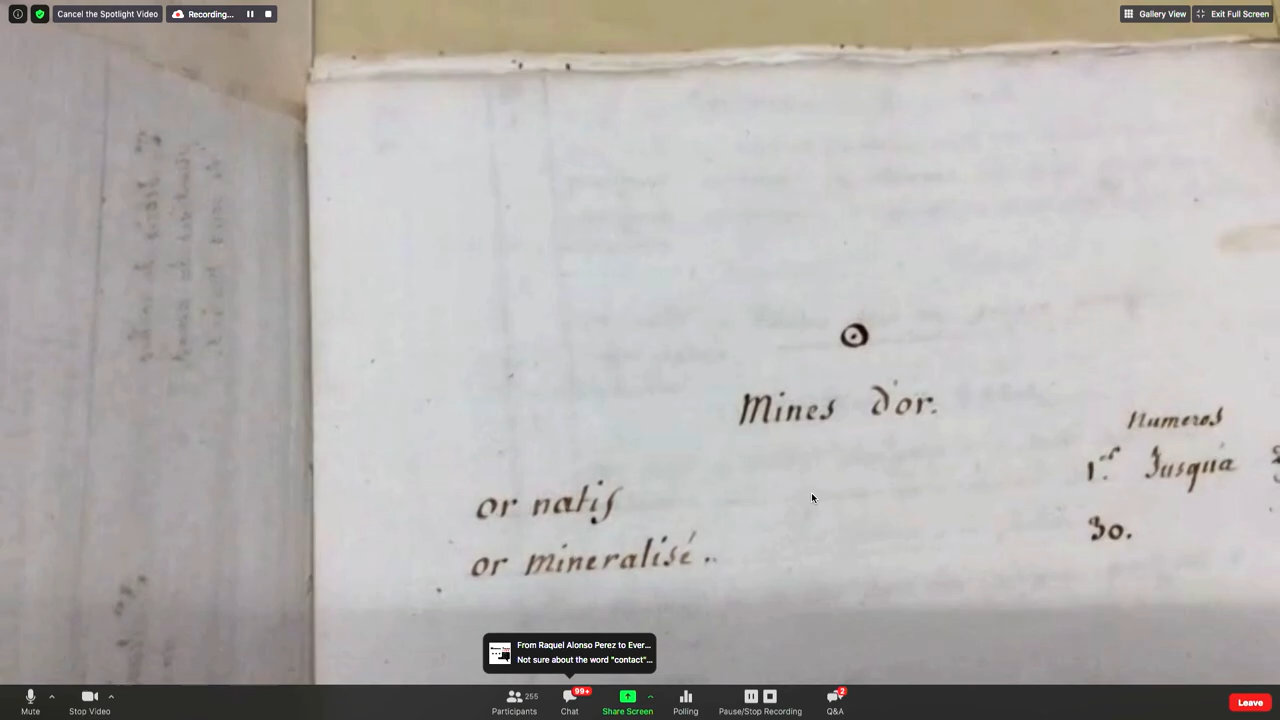 Cancel the Spotlight Video
Recording...
Gallery View
Exit Full Screen
☉
Mines d'or.
Numeros
1.er Jusqua
or natif
30.
or mineralisé..
From Raquel Alonso Perez to Ever...
Not sure about the word "contact"...
Mute
Stop Video
255
Participants
99+
Chat
Share Screen
Polling
Pause/Stop Recording
2
Q&A
Leave